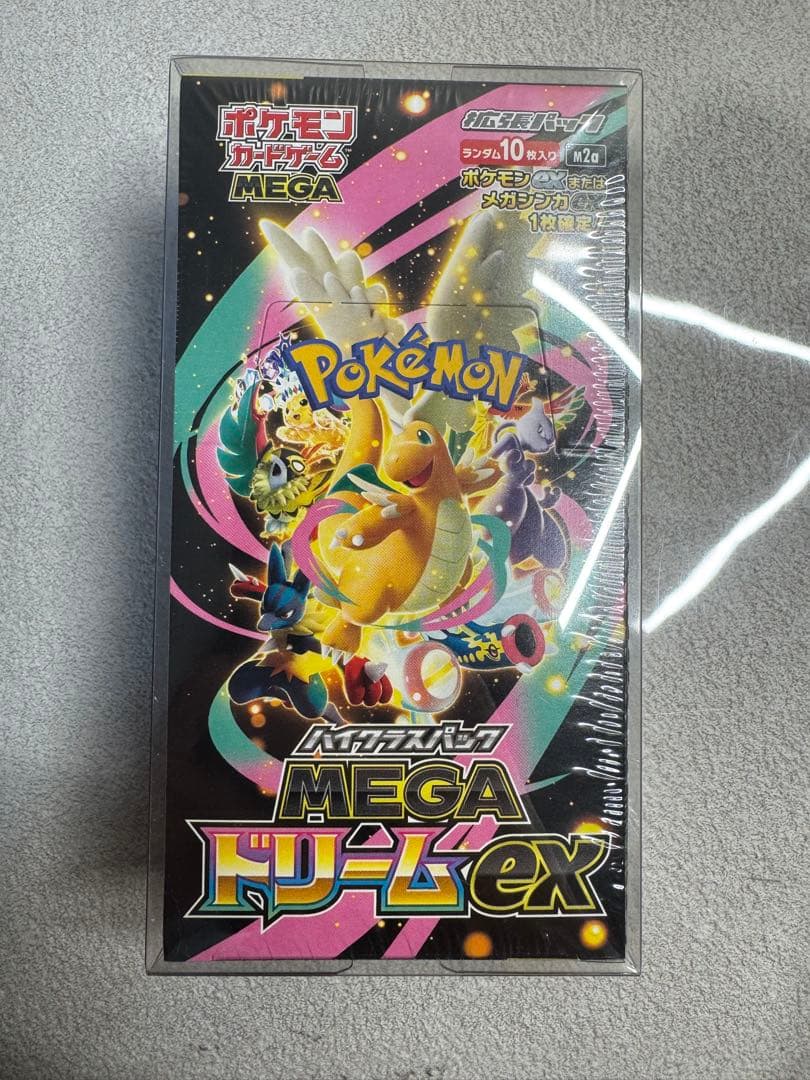 ポケモン
カードゲーム
MEGA
拡張パック
ランダム10枚入り M2a
ポケモンexまたは
メガシンカex
1枚確定!
POKéMON
TM
ハイクラスパック
MEGA
ドリームex